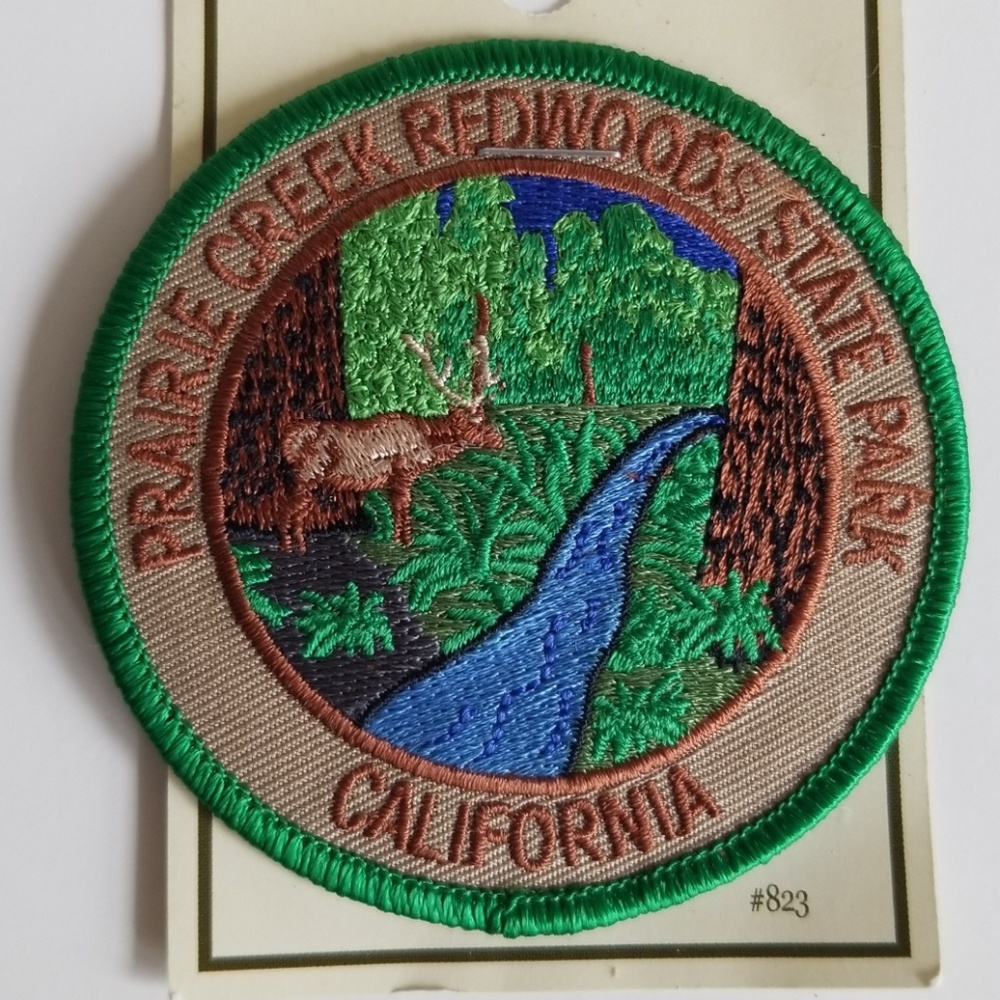 PRAIRIE CREEK REDWOODS STATE PARK
CALIFORNIA
#823